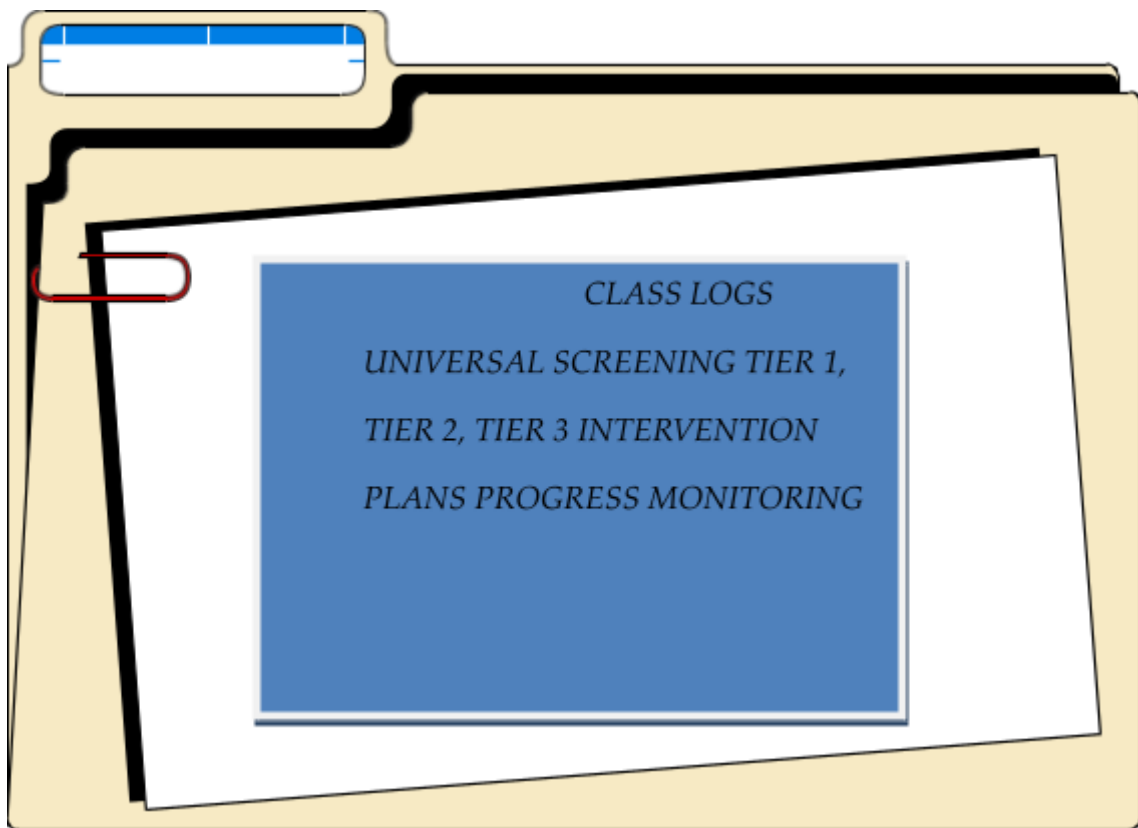 CLASS LOGS
UNIVERSAL SCREENING TIER 1,
TIER 2, TIER 3 INTERVENTION
PLANS PROGRESS MONITORING